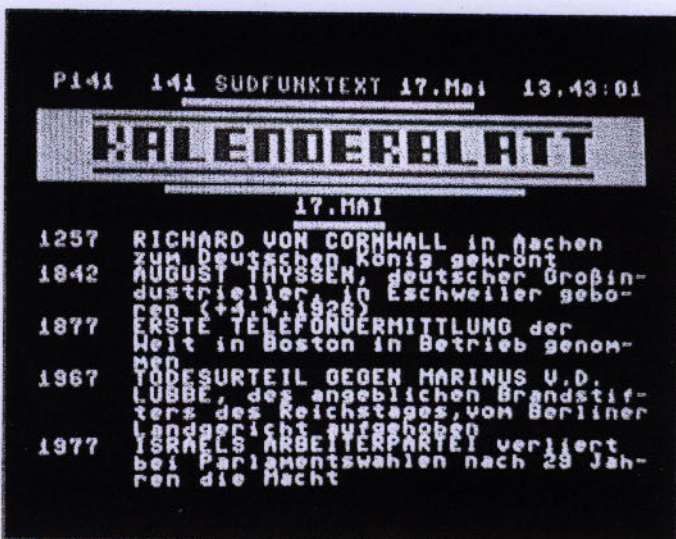 P141 141 SUDFUNKTEXT 17.Mai 13.43:01
KALENDERBLATT
17.MAI
1257 RICHARD VON CORNWALL in Aachen
zum Deutschen König gekrönt
1842 AUGUST THYSSEN, deutscher Großin-
dustrieller, in Eschweiler gebo-
ren (+4.4.1926)
1877 ERSTE TELEFONVERMITTLUNG der
Welt in Boston in Betrieb genom-
men
1967 TODESURTEIL GEGEN MARINUS V.D.
LUBBE, des angeblichen Brandstif-
ters des Reichstages,vom Berliner
Landgericht aufgehoben
1977 ISRAELS ARBEITERPARTEI verliert
bei Parlamentswahlen nach 29 Jah-
ren die Macht